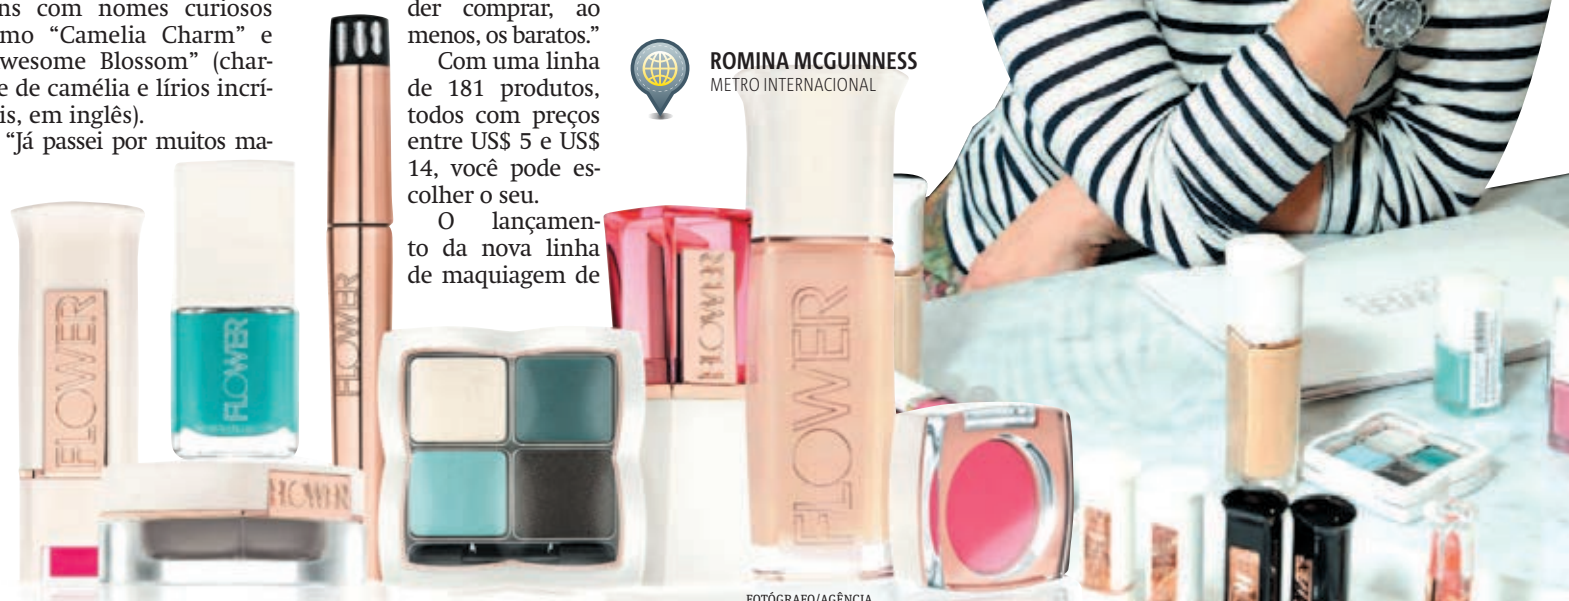 ns com nomes curiosos
mo “Camelia Charm” e
wesome Blossom” (char-
e de camélia e lírios incrí-
is, em inglês).
“Já passei por muitos ma-
der comprar, ao
menos, os baratos.”
Com uma linha
de 181 produtos,
todos com preços
entre US$ 5 e US$
14, você pode es-
colher o seu.
O lançamen-
to da nova linha
de maquiagem de
ROMINA MCGUINNESS
METRO INTERNACIONAL
FLOWER
FLOWER
FLOWER
FLOWER
FLOWER
FLOWER
FOTÓGRAFO/AGÊNCIA